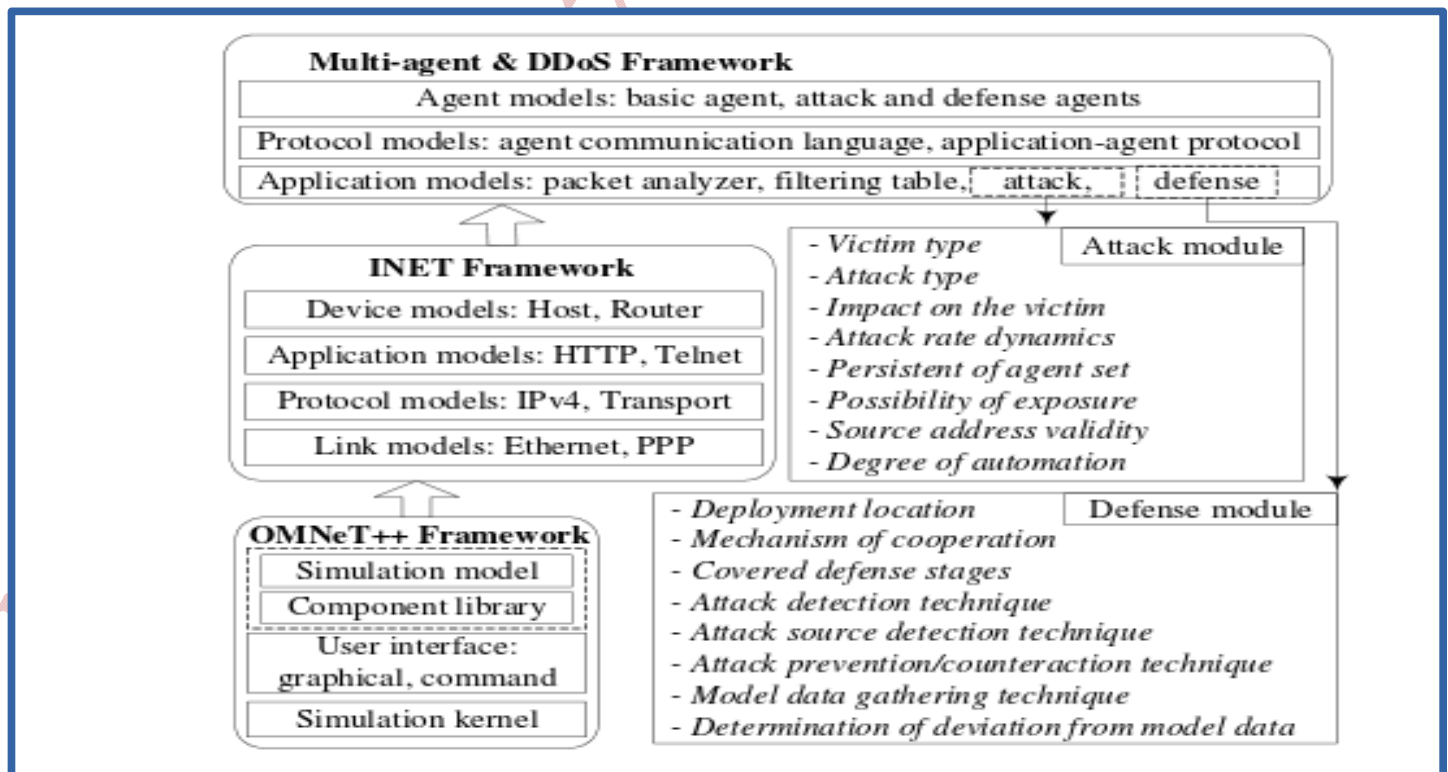 Multi-agent & DDoS Framework
Agent models: basic agent, attack and defense agents
Protocol models: agent communication language, application-agent protocol
Application models: packet analyzer, filtering table, attack, defense
INET Framework
Device models: Host, Router
Application models: HTTP, Telnet
Protocol models: IPv4, Transport
Link models: Ethernet, PPP
OMNeT++ Framework
Simulation model
Component library
User interface:
graphical, command
Simulation kernel
Attack module
- Victim type
- Attack type
- Impact on the victim
- Attack rate dynamics
- Persistent of agent set
- Possibility of exposure
- Source address validity
- Degree of automation
Defense module
- Deployment location
- Mechanism of cooperation
- Covered defense stages
- Attack detection technique
- Attack source detection technique
- Attack prevention/counteraction technique
- Model data gathering technique
- Determination of deviation from model data